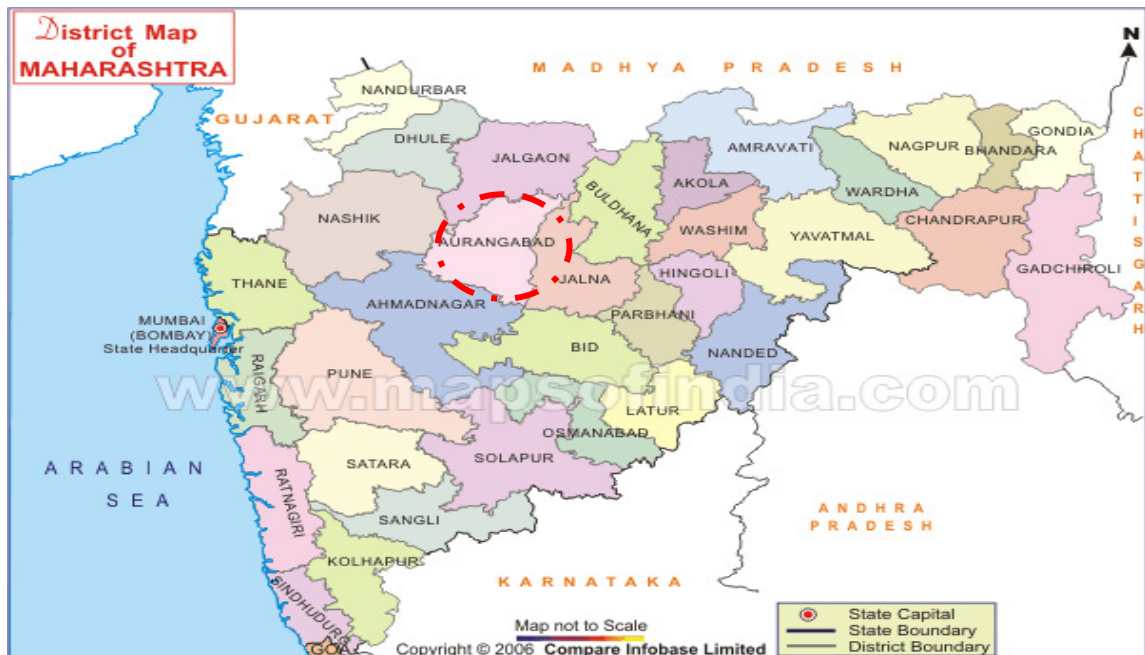 District Map
of
MAHARASHTRA
N
MADHYA PRADESH
NANDURBAR
GUJARAT
DHULE
JALGAON
BULDHANA
AKOLA
AMRAVATI
WARDHA
NAGPUR
BHANDARA
GONDIA
CHATTISGARH
NASHIK
AURANGABAD
JALNA
WASHIM
YAVATMAL
CHANDRAPUR
GADCHIROLI
THANE
AHMADNAGAR
HINGOLI
PARBHANI
MUMBAI
(BOMBAY)
State Headquarter
RAIGARH
PUNE
BID
NANDED
www.mapsofindia.com
LATUR
OSMANABAD
SATARA
SOLAPUR
ARABIAN
SEA
RATNAGIRI
SANGLI
ANDHRA
PRADESH
KOLHAPUR
SINDHUDURG
KARNATAKA
GOA
Map not to Scale
Copyright © 2006 Compare Infobase Limited
State Capital
State Boundary
District Boundary